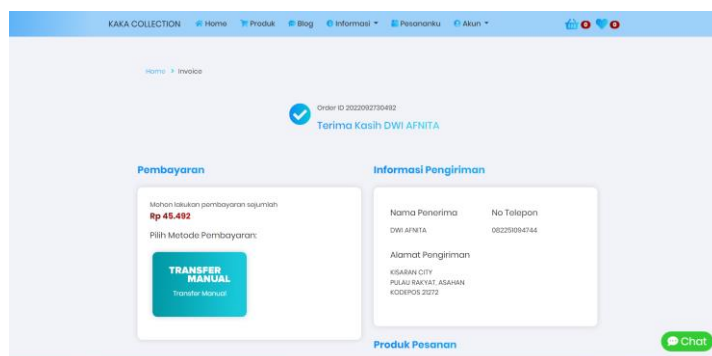 KAKA COLLECTION Home Produk Blog Informasi Pesananku Akun 0 0
Home > Invoice
Order ID 2022092730492
Terima Kasih DWI AFNITA
Pembayaran
Mohon lakukan pembayaran sejumlah
Rp 45.492
Pilih Metode Pembayaran:
TRANSFER
MANUAL
Transfer Manual
Informasi Pengiriman
Nama Penerima No Telepon
DWI AFNITA 082251094744
Alamat Pengiriman
KISARAN CITY
PULAU RAKYAT, ASAHAN
KODEPOS 21272
Produk Pesanan
Chat